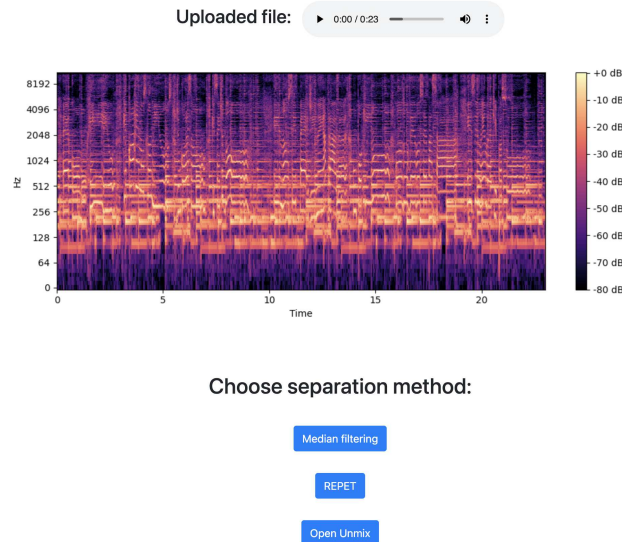 Uploaded file:
0:00 / 0:23
+0 dB
-10 dB
-20 dB
-30 dB
-40 dB
-50 dB
-60 dB
-70 dB
-80 dB
8192
4096
2048
1024
512
256
128
64
0
Hz
0
5
10
15
20
Time
Choose separation method:
Median filtering
REPET
Open Unmix